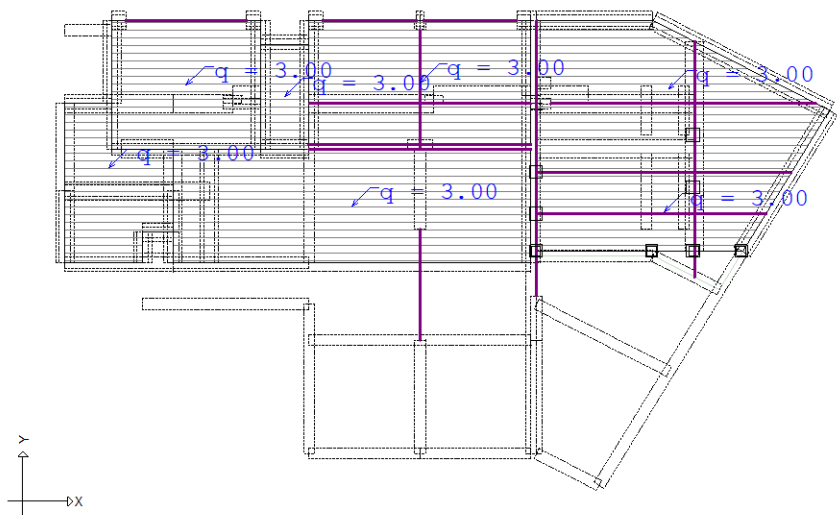 q = 3.00
q = 3.00
q = 3.00
q = 3.00
q = 3.00
q = 3.00
q = 3.00
Y
X